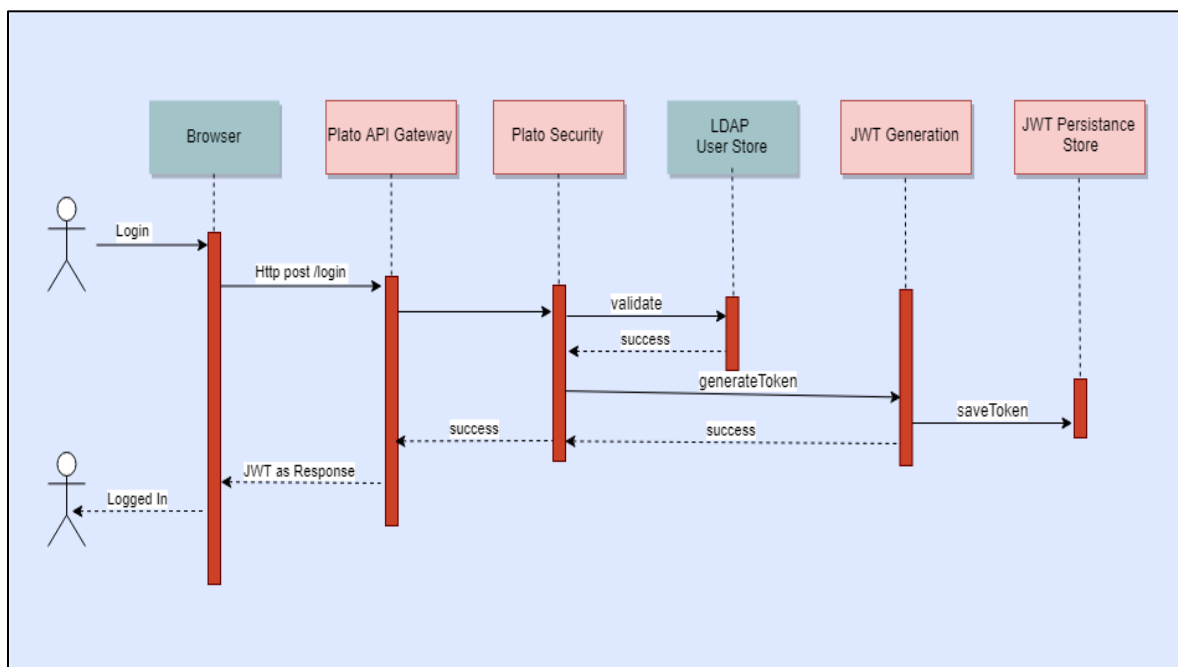 Browser
Plato API Gateway
Plato Security
LDAP
User Store
JWT Generation
JWT Persistance
Store
Login
Http post /login
validate
success
generateToken
saveToken
success
success
JWT as Response
Logged In